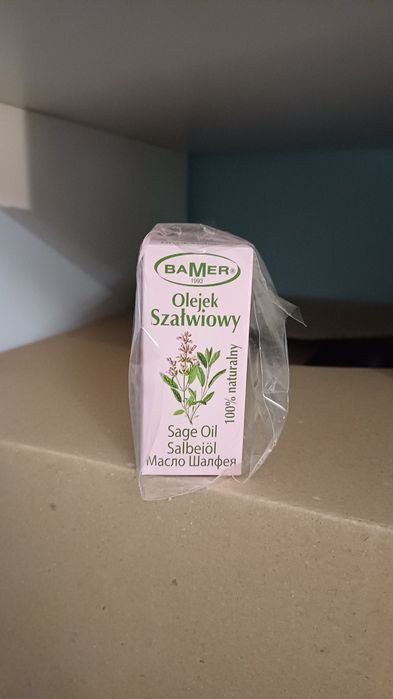 BAMER®
1993
Olejek
Szałwiowy
100% naturalny
Sage Oil
Salbeiöl
Масло Шалфея